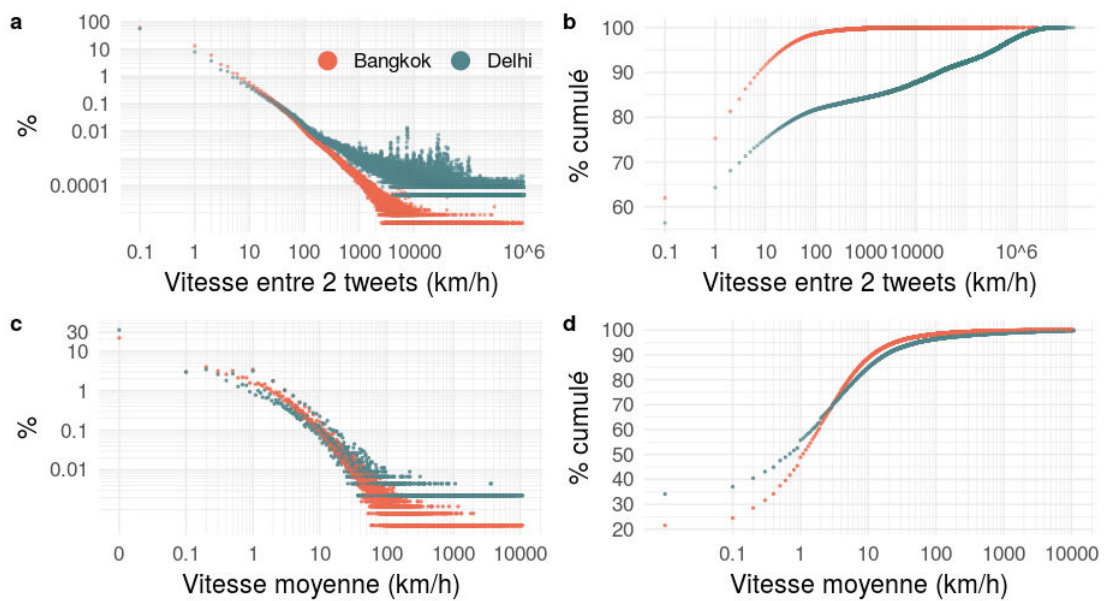 a
100
10
1
0.1
0.01
0.0001
%
Bangkok
Delhi
0.1 1 10 100 1000 10000 10^6
Vitesse entre 2 tweets (km/h)
b
100
90
80
70
60
% cumulé
0.1 1 10 100 1000 10000 10^6
Vitesse entre 2 tweets (km/h)
c
30
10
1
0.1
0.01
%
0 0.1 1 10 100 1000 10000
Vitesse moyenne (km/h)
d
100
90
80
70
60
50
40
30
20
% cumulé
0.1 1 10 100 1000 10000
Vitesse moyenne (km/h)